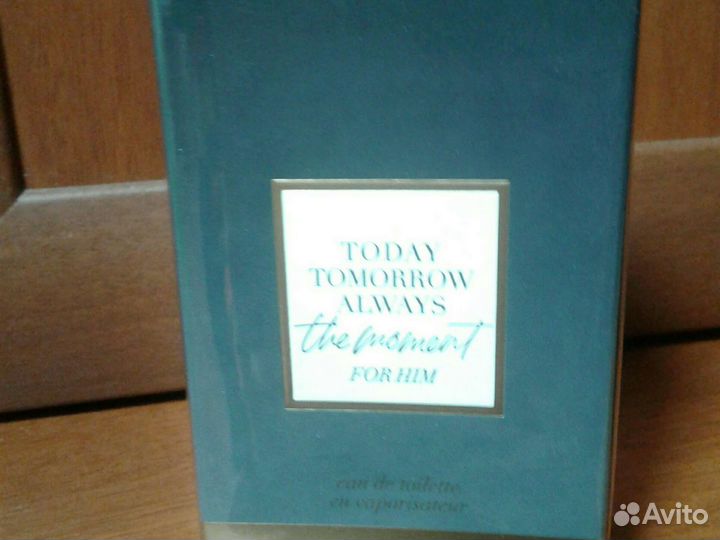 TODAY
TOMORROW
ALWAYS
the moment
FOR HIM
eau de toilette
en vaporisateur
Avito